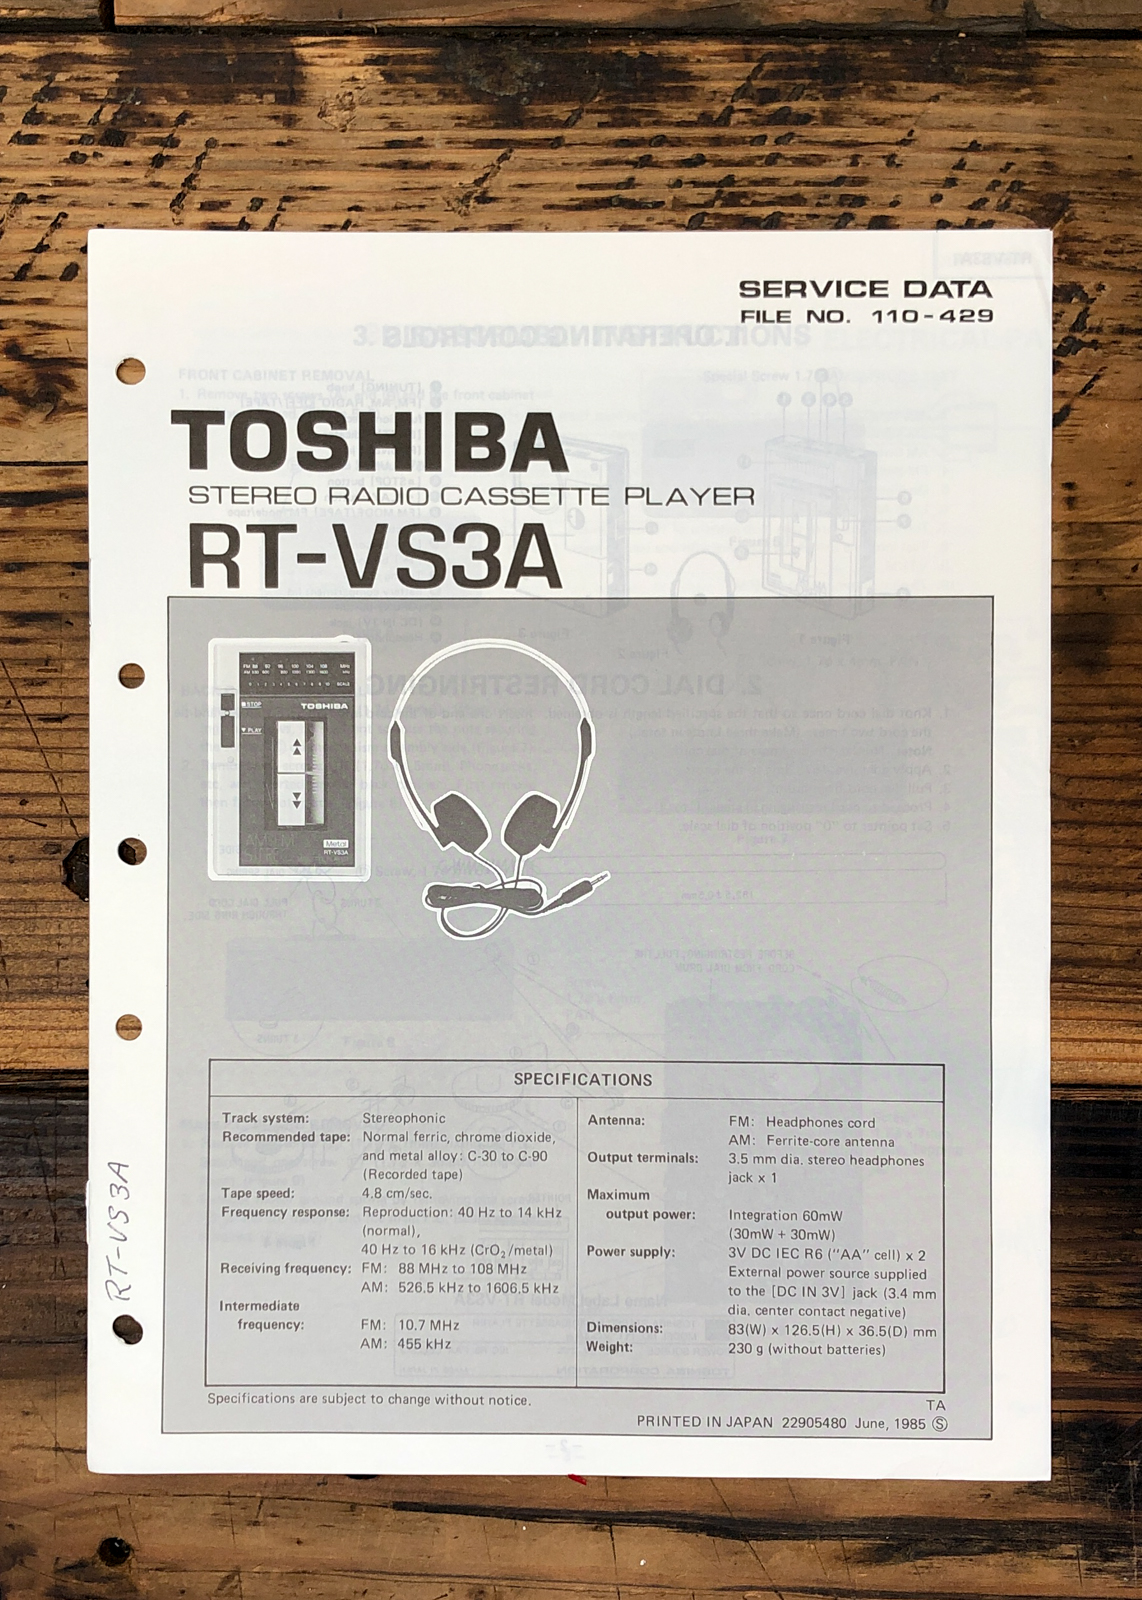 SERVICE DATA
FILE NO. 110-429
TOSHIBA
STEREO RADIO CASSETTE PLAYER
RT-VS3A
■ STOP
TOSHIBA
▼ PLAY
Metal
RT-VS3A
SPECIFICATIONS
Track system: Stereophonic
Recommended tape: Normal ferric, chrome dioxide,
and metal alloy: C-30 to C-90
(Recorded tape)
Tape speed: 4.8 cm/sec.
Frequency response: Reproduction: 40 Hz to 14 kHz
(normal),
40 Hz to 16 kHz (CrO₂/metal)
Receiving frequency: FM: 88 MHz to 108 MHz
AM: 526.5 kHz to 1606.5 kHz
Intermediate
frequency: FM: 10.7 MHz
AM: 455 kHz
Antenna: FM: Headphones cord
AM: Ferrite-core antenna
Output terminals: 3.5 mm dia. stereo headphones
jack x 1
Maximum
output power: Integration 60mW
(30mW + 30mW)
Power supply: 3V DC IEC R6 ("AA" cell) x 2
External power source supplied
to the [DC IN 3V] jack (3.4 mm
dia. center contact negative)
Dimensions: 83(W) x 126.5(H) x 36.5(D) mm
Weight: 230 g (without batteries)
Specifications are subject to change without notice.
TA
PRINTED IN JAPAN 22905480 June, 1985 Ⓢ
RT-VS3A